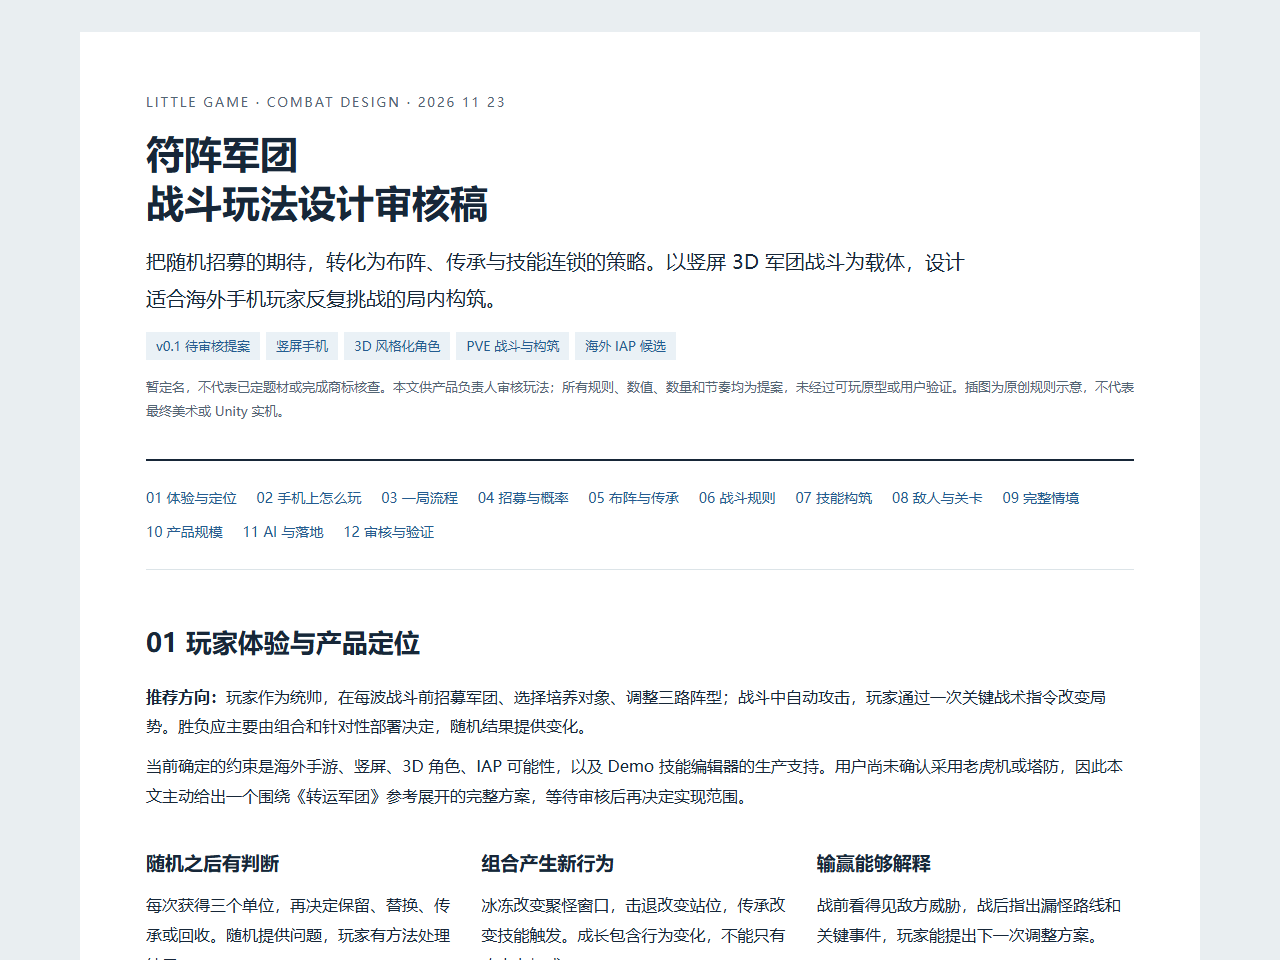 LITTLE GAME · COMBAT DESIGN · 2026 11 23
符阵军团
战斗玩法设计审核稿
把随机招募的期待，转化为布阵、传承与技能连锁的策略。以竖屏 3D 军团战斗为载体，设计
适合海外手机玩家反复挑战的局内构筑。
v0.1 待审核提案 竖屏手机 3D 风格化角色 PVE 战斗与构筑 海外 IAP 候选
暂定名，不代表已定题材或完成商标核查。本文供产品负责人审核玩法；所有规则、数值、数量和节奏均为提案，未经过可玩原型或用户验证。插图为原创规则示意，不代表
最终美术或 Unity 实机。
01 体验与定位 02 手机上怎么玩 03 一局流程 04 招募与概率 05 布阵与传承 06 战斗规则 07 技能构筑 08 敌人与关卡 09 完整情境
10 产品规模 11 AI 与落地 12 审核与验证
01 玩家体验与产品定位
推荐方向：玩家作为统帅，在每波战斗前招募军团、选择培养对象、调整三路阵型；战斗中自动攻击，玩家通过一次关键战术指令改变局
势。胜负应主要由组合和针对性部署决定，随机结果提供变化。
当前确定的约束是海外手游、竖屏、3D 角色、IAP 可能性，以及 Demo 技能编辑器的生产支持。用户尚未确认采用老虎机或塔防，因此本
文主动给出一个围绕《转运军团》参考展开的完整方案，等待审核后再决定实现范围。
随机之后有判断
每次获得三个单位，再决定保留、替换、传
承或回收。随机提供问题，玩家有方法处理
组合产生新行为
冰冻改变聚怪窗口，击退改变站位，传承改
变技能触发。成长包含行为变化，不能只有
输赢能够解释
战前看得见敌方威胁，战后指出漏怪路线和
关键事件，玩家能提出下一次调整方案。